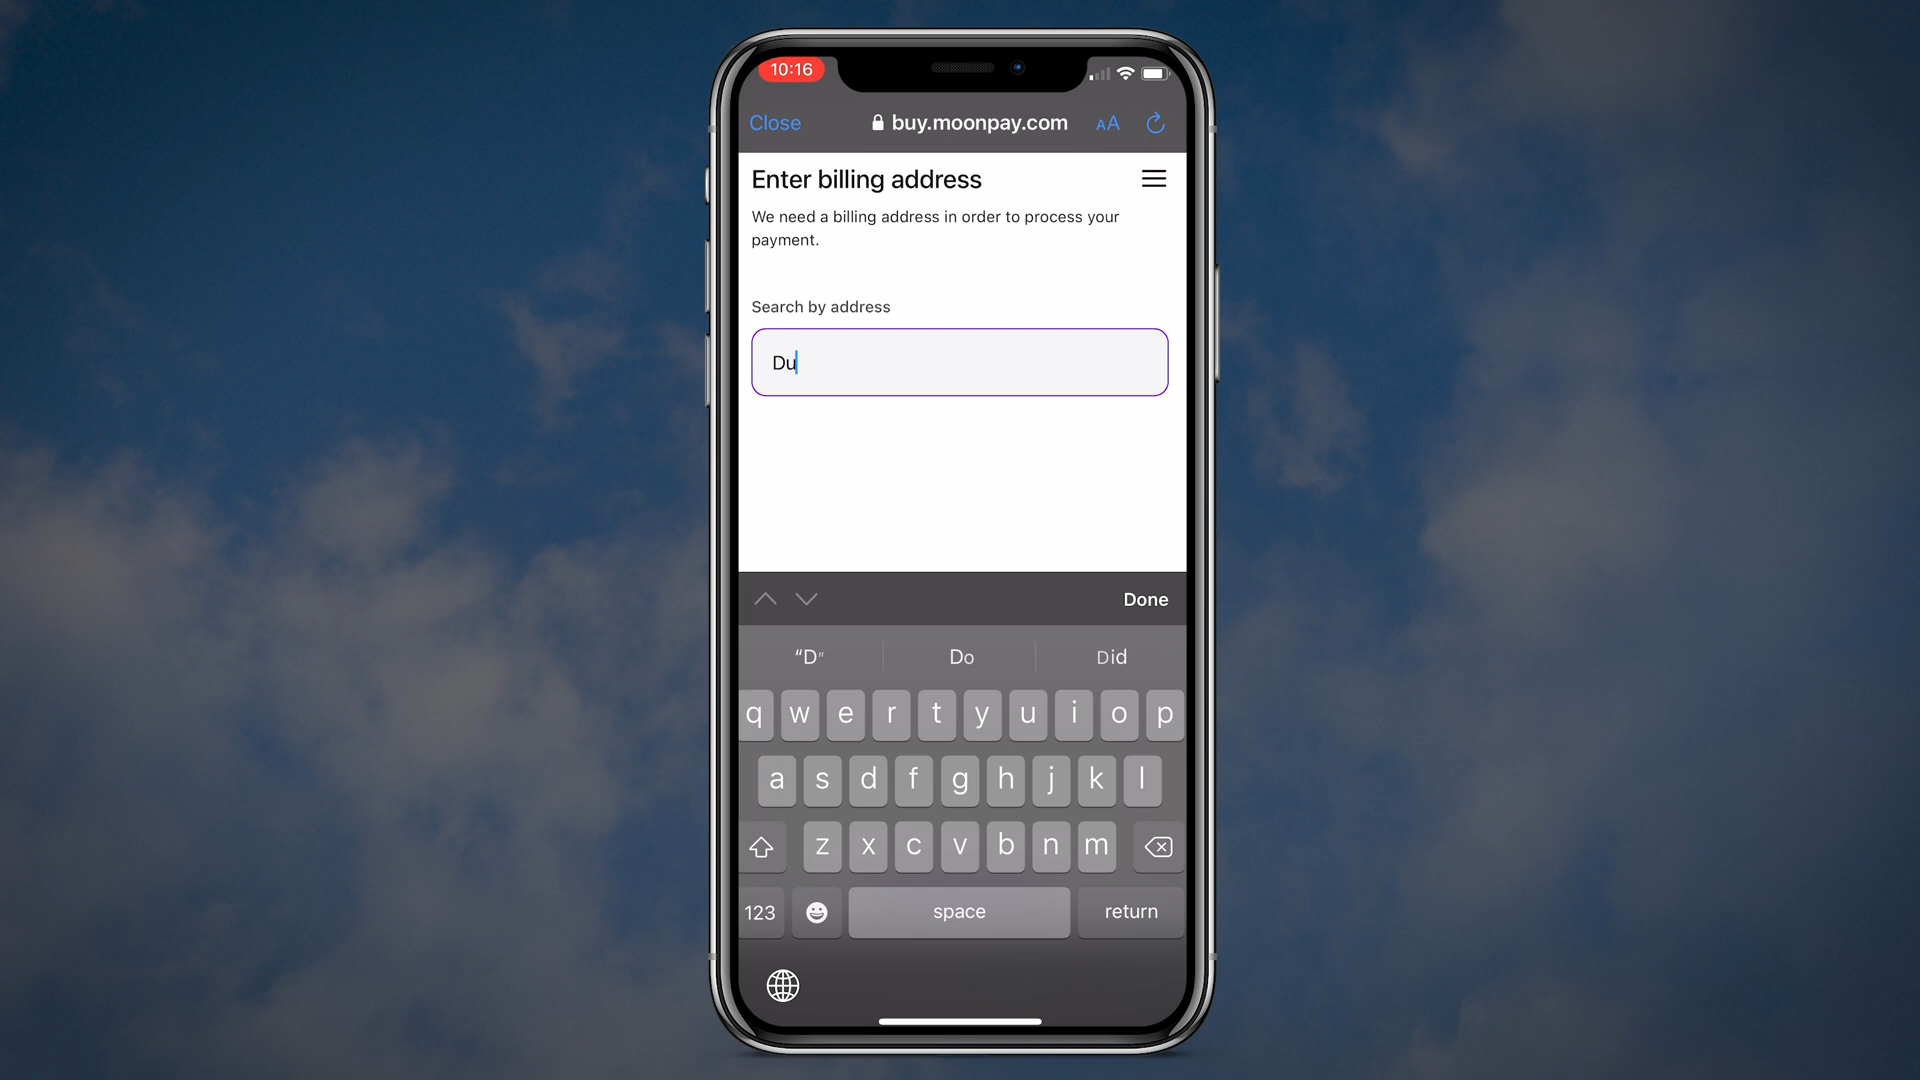 10:16
Close buy.moonpay.com AA
Enter billing address
We need a billing address in order to process your
payment.
Search by address
Du
Done
“D” Do Did
q w e r t y u i o p
a s d f g h j k l
z x c v b n m
123 space return